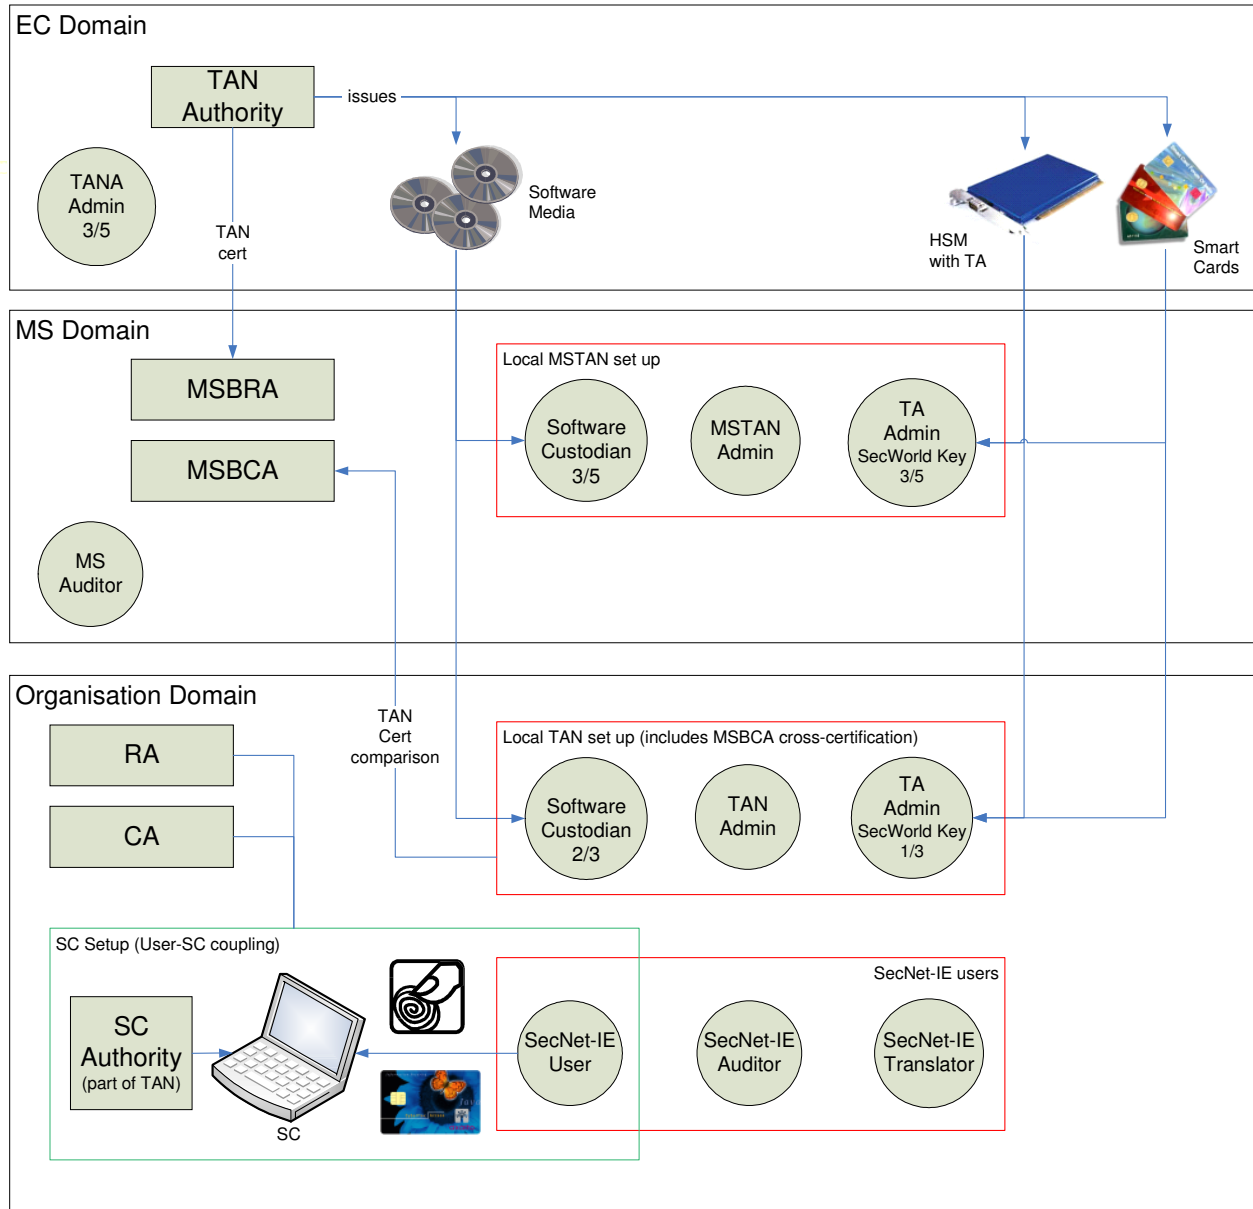 EC Domain
TAN
Authority
issues
TANA
Admin
3/5
TAN
cert
Software
Media
HSM
with TA
Smart
Cards
MS Domain
MSBRA
MSBCA
MS
Auditor
Local MSTAN set up
Software
Custodian
3/5
MSTAN
Admin
TA
Admin
SecWorld Key
3/5
Organisation Domain
RA
CA
TAN
Cert
comparison
Local TAN set up (includes MSBCA cross-certification)
Software
Custodian
2/3
TAN
Admin
TA
Admin
SecWorld Key
1/3
SC Setup (User-SC coupling)
SC
Authority
(part of TAN)
SC
SecNet-IE users
SecNet-IE
User
SecNet-IE
Auditor
SecNet-IE
Translator